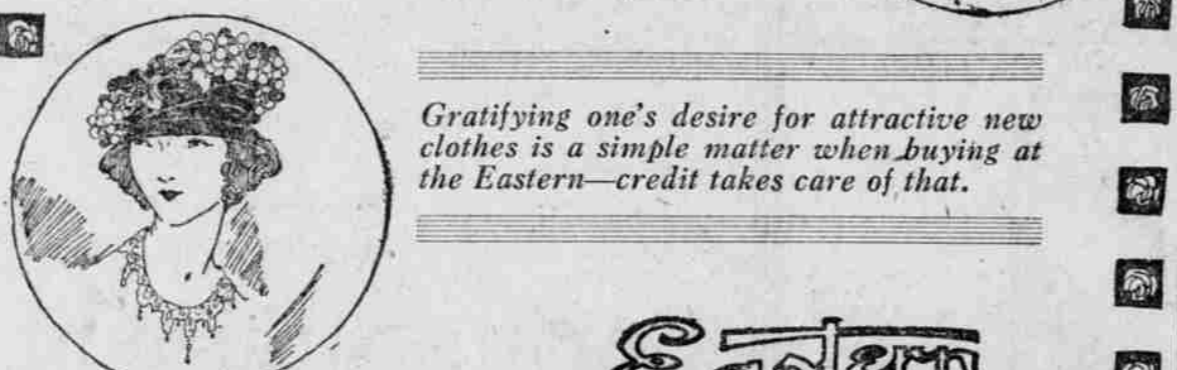 Gratifying one's desire for attractive new
clothes is a simple matter when buying at
the Eastern—credit takes care of that.
Eastern